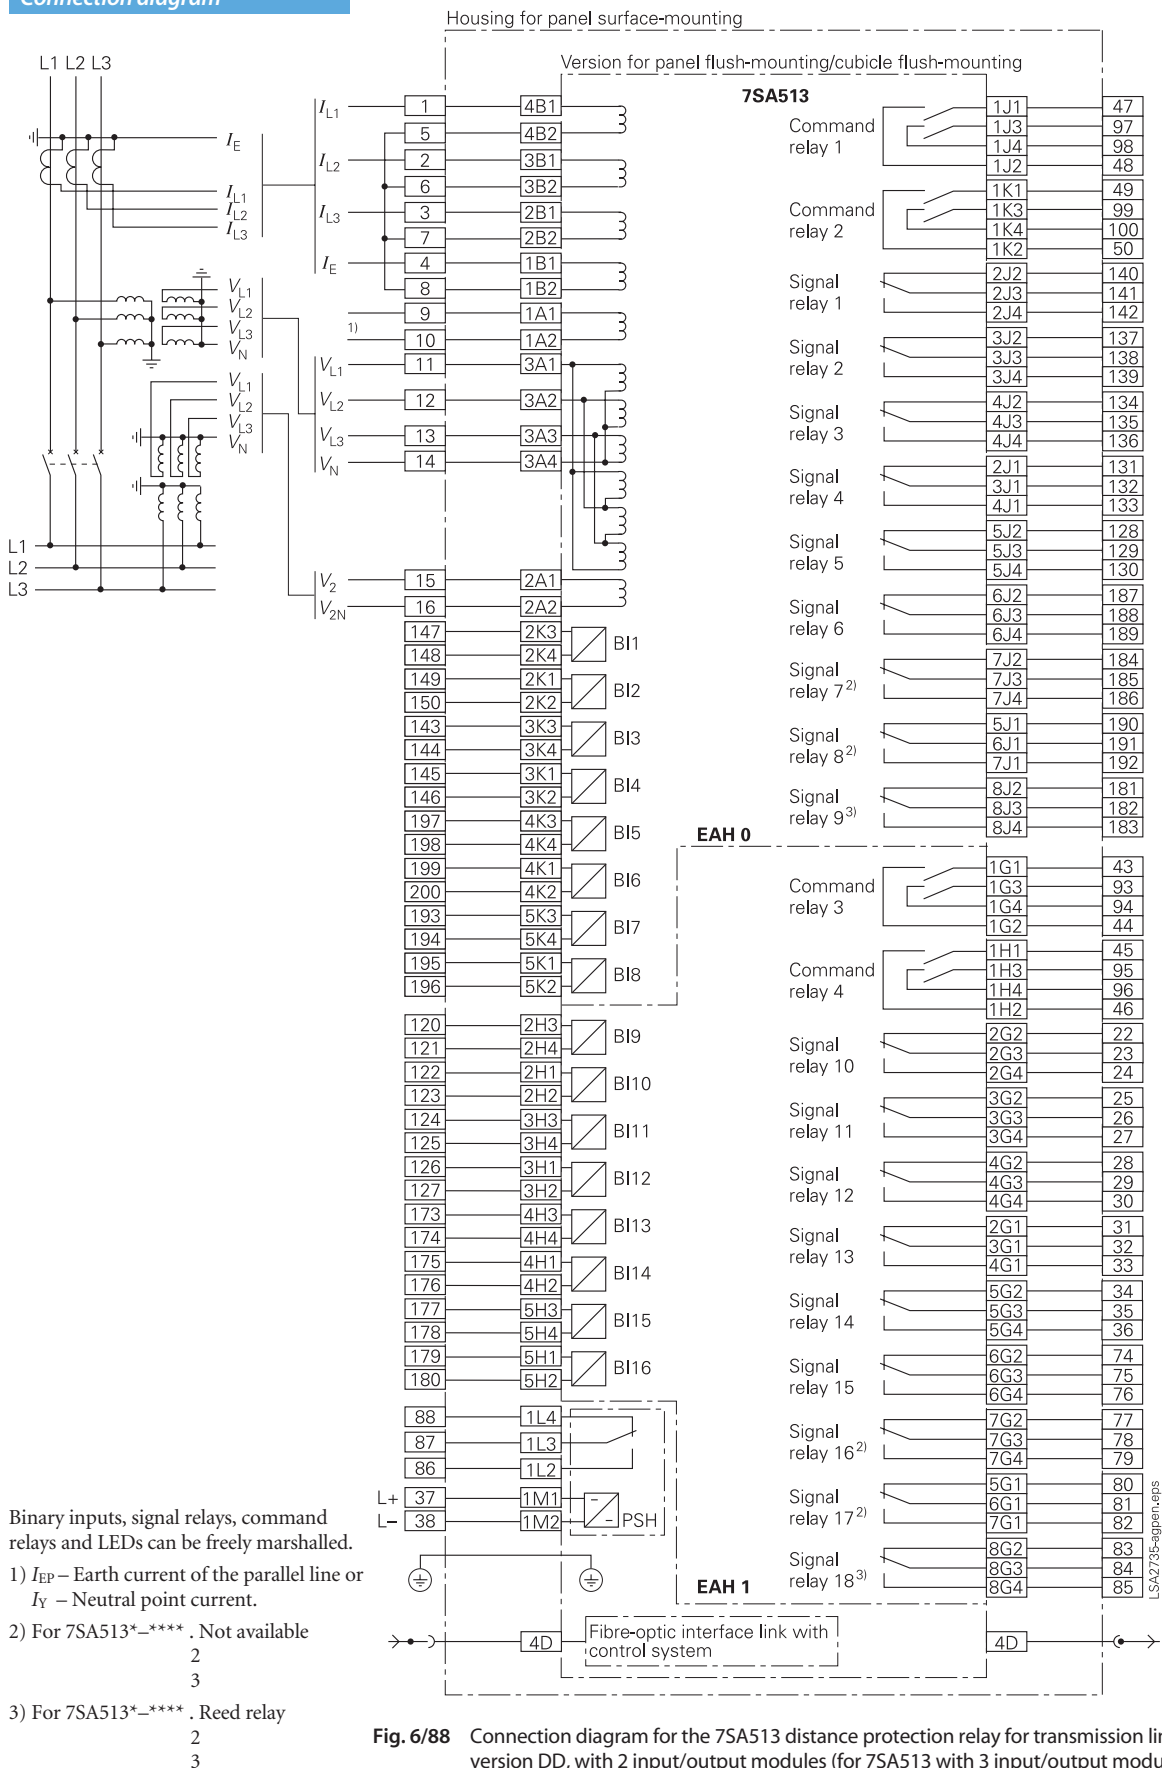 Connection diagram
Housing for panel surface-mounting
Version for panel flush-mounting/cubicle flush-mounting
7SA513
L1 L2 L3
IE
IL1
IL2
IL3
VL1
VL2
VL3
VN
VL1
VL2
VL3
VN
L1
L2
L3
IL1 1 4B1
5 4B2
IL2 2 3B1
6 3B2
IL3 3 2B1
7 2B2
IE 4 1B1
8 1B2
9 1A1
1) 10 1A2
VL1 11 3A1
VL2 12 3A2
VL3 13 3A3
VN 14 3A4
V2 15 2A1
V2N 16 2A2
147 2K3 BI1
148 2K4
149 2K1 BI2
150 2K2
143 3K3 BI3
144 3K4
145 3K1 BI4
146 3K2
197 4K3 BI5
198 4K4
199 4K1 BI6
200 4K2
193 5K3 BI7
194 5K4
195 5K1 BI8
196 5K2
120 2H3 BI9
121 2H4
122 2H1 BI10
123 2H2
124 3H3 BI11
125 3H4
126 3H1 BI12
127 3H2
173 4H3 BI13
174 4H4
175 4H1 BI14
176 4H2
177 5H3 BI15
178 5H4
179 5H1 BI16
180 5H2
88 1L4
87 1L3
86 1L2
L+ 37 1M1
L– 38 1M2 PSH
4D Fibre-optic interface link with
control system 4D
Command relay 1
1J1 47
1J3 97
1J4 98
1J2 48
Command relay 2
1K1 49
1K3 99
1K4 100
1K2 50
Signal relay 1
2J2 140
2J3 141
2J4 142
Signal relay 2
3J2 137
3J3 138
3J4 139
Signal relay 3
4J2 134
4J3 135
4J4 136
Signal relay 4
2J1 131
3J1 132
4J1 133
Signal relay 5
5J2 128
5J3 129
5J4 130
Signal relay 6
6J2 187
6J3 188
6J4 189
Signal relay 7 2)
7J2 184
7J3 185
7J4 186
Signal relay 8 2)
5J1 190
6J1 191
7J1 192
Signal relay 9 3)
8J2 181
8J3 182
8J4 183
EAH 0
Command relay 3
1G1 43
1G3 93
1G4 94
1G2 44
Command relay 4
1H1 45
1H3 95
1H4 96
1H2 46
Signal relay 10
2G2 22
2G3 23
2G4 24
Signal relay 11
3G2 25
3G3 26
3G4 27
Signal relay 12
4G2 28
4G3 29
4G4 30
Signal relay 13
2G1 31
3G1 32
4G1 33
Signal relay 14
5G2 34
5G3 35
5G4 36
Signal relay 15
6G2 74
6G3 75
6G4 76
Signal relay 16 2)
7G2 77
7G3 78
7G4 79
Signal relay 17 2)
5G1 80
6G1 81
7G1 82
Signal relay 18 3)
8G2 83
8G3 84
8G4 85
EAH 1
LSA2735-agpen.eps
Binary inputs, signal relays, command
relays and LEDs can be freely marshalled.
1) IEP – Earth current of the parallel line or
IY – Neutral point current.
2) For 7SA513*–**** . Not available
2
3
3) For 7SA513*–**** . Reed relay
2
3
Fig. 6/88 Connection diagram for the 7SA513 distance protection relay for transmission
version DD, with 2 input/output modules (for 7SA513 with 3 input/output